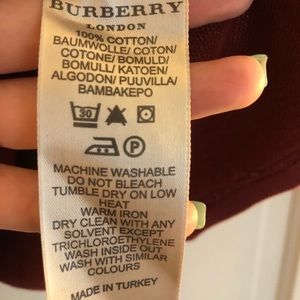 BURBERRY
LONDON
100% COTTON/
BAUMWOLLE/ COTON/
COTONE/ BOMULD/
BOMULL/ KATOEN/
ALGODON/ PUUVILLA/
BAMBAKEPO
30
P
MACHINE WASHABLE
DO NOT BLEACH
TUMBLE DRY ON LOW
HEAT
WARM IRON
DRY CLEAN WITH ANY
SOLVENT EXCEPT
TRICHLOROETHYLENE
WASH INSIDE OUT
WASH WITH SIMILAR
COLOURS
MADE IN TURKEY